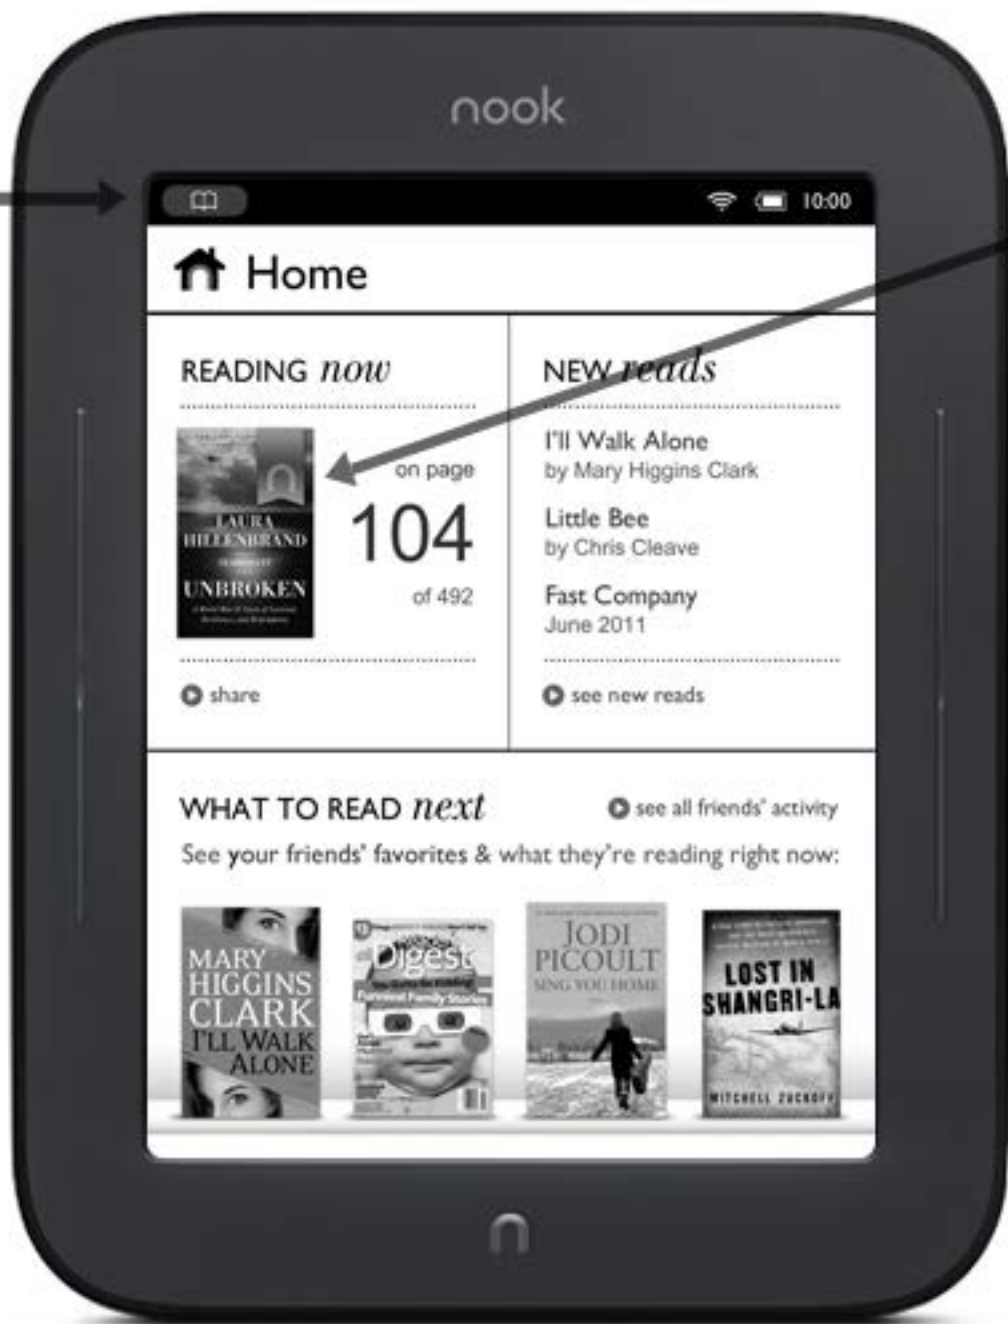 nook
10:00
Home
READING now
on page
104
of 492
LAURA
HILLENBRAND
UNBROKEN
share
NEW reads
I'll Walk Alone
by Mary Higgins Clark
Little Bee
by Chris Cleave
Fast Company
June 2011
see new reads
WHAT TO READ next
see all friends' activity
See your friends' favorites & what they're reading right now:
MARY
HIGGINS
CLARK
I'LL WALK
ALONE
Digest
Funniest Family Stories
JODI
PICOULT
SING YOU HOME
LOST IN
SHANGRI-LA
MITCHELL ZUCKOFF
n